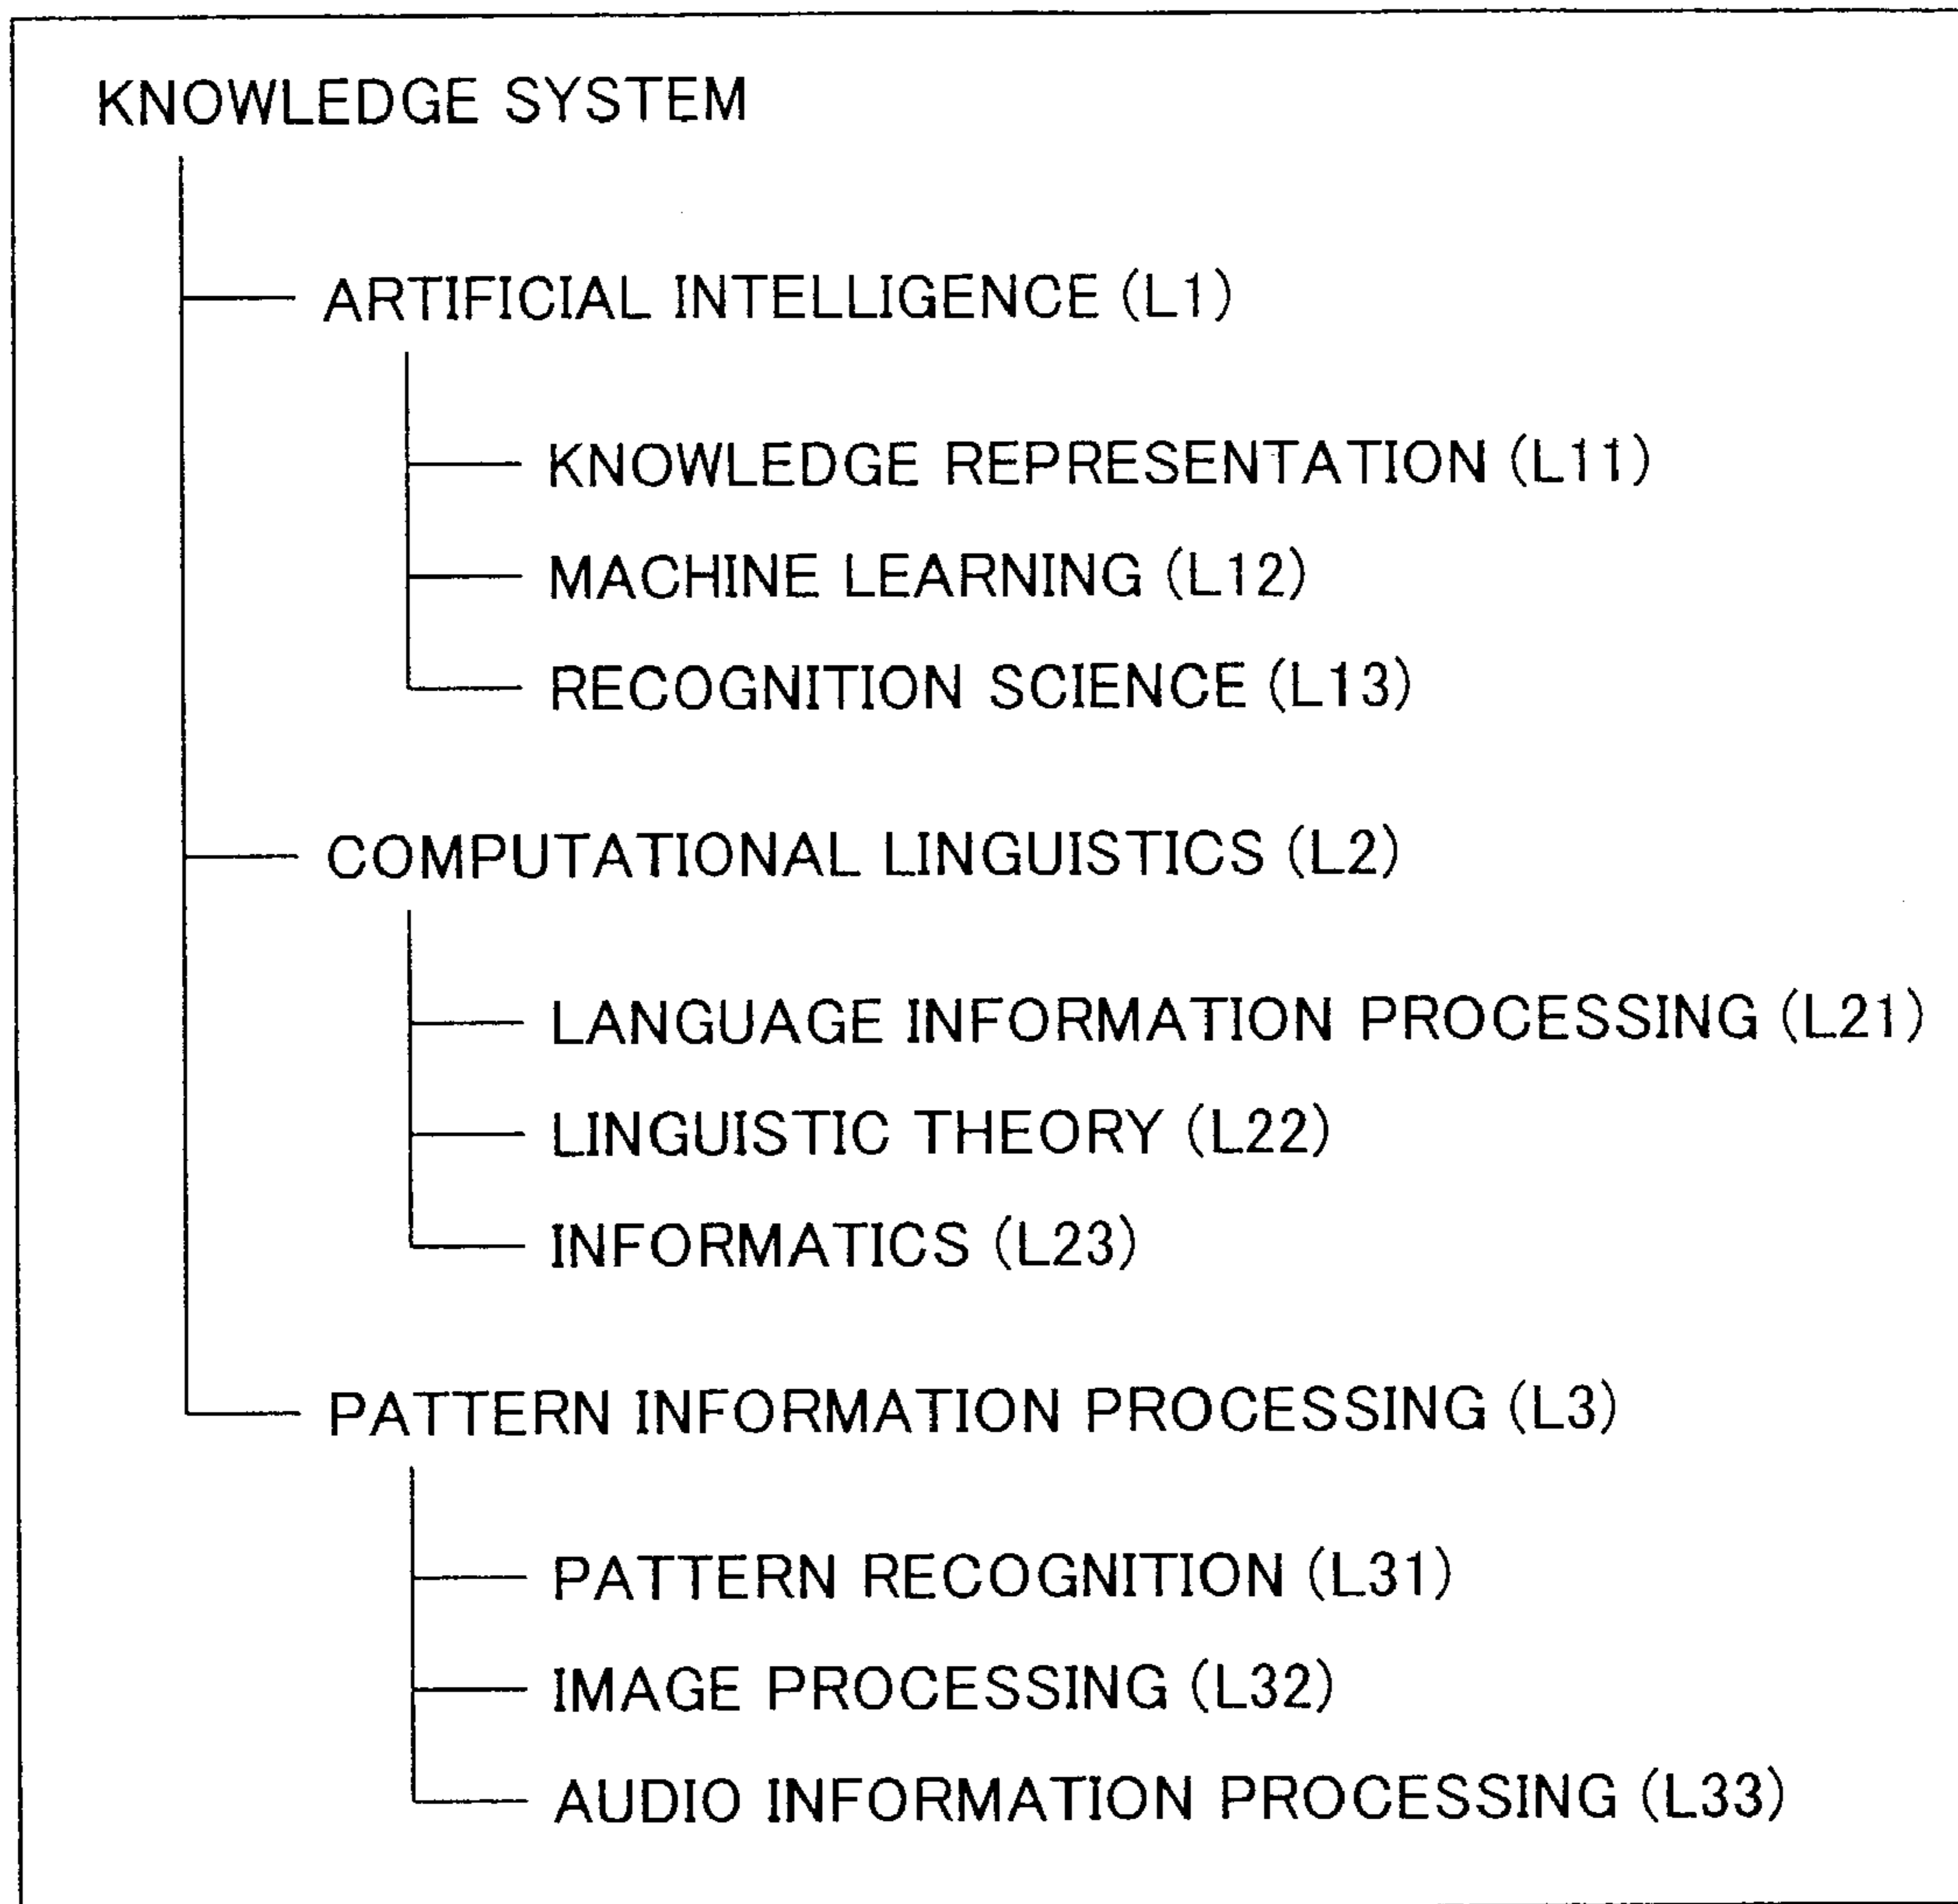 KNOWLEDGE SYSTEM
ARTIFICIAL INTELLIGENCE (L1)
KNOWLEDGE REPRESENTATION (L11)
MACHINE LEARNING (L12)
RECOGNITION SCIENCE (L13)
COMPUTATIONAL LINGUISTICS (L2)
LANGUAGE INFORMATION PROCESSING (L21)
LINGUISTIC THEORY (L22)
INFORMATICS (L23)
PATTERN INFORMATION PROCESSING (L3)
PATTERN RECOGNITION (L31)
IMAGE PROCESSING (L32)
AUDIO INFORMATION PROCESSING (L33)